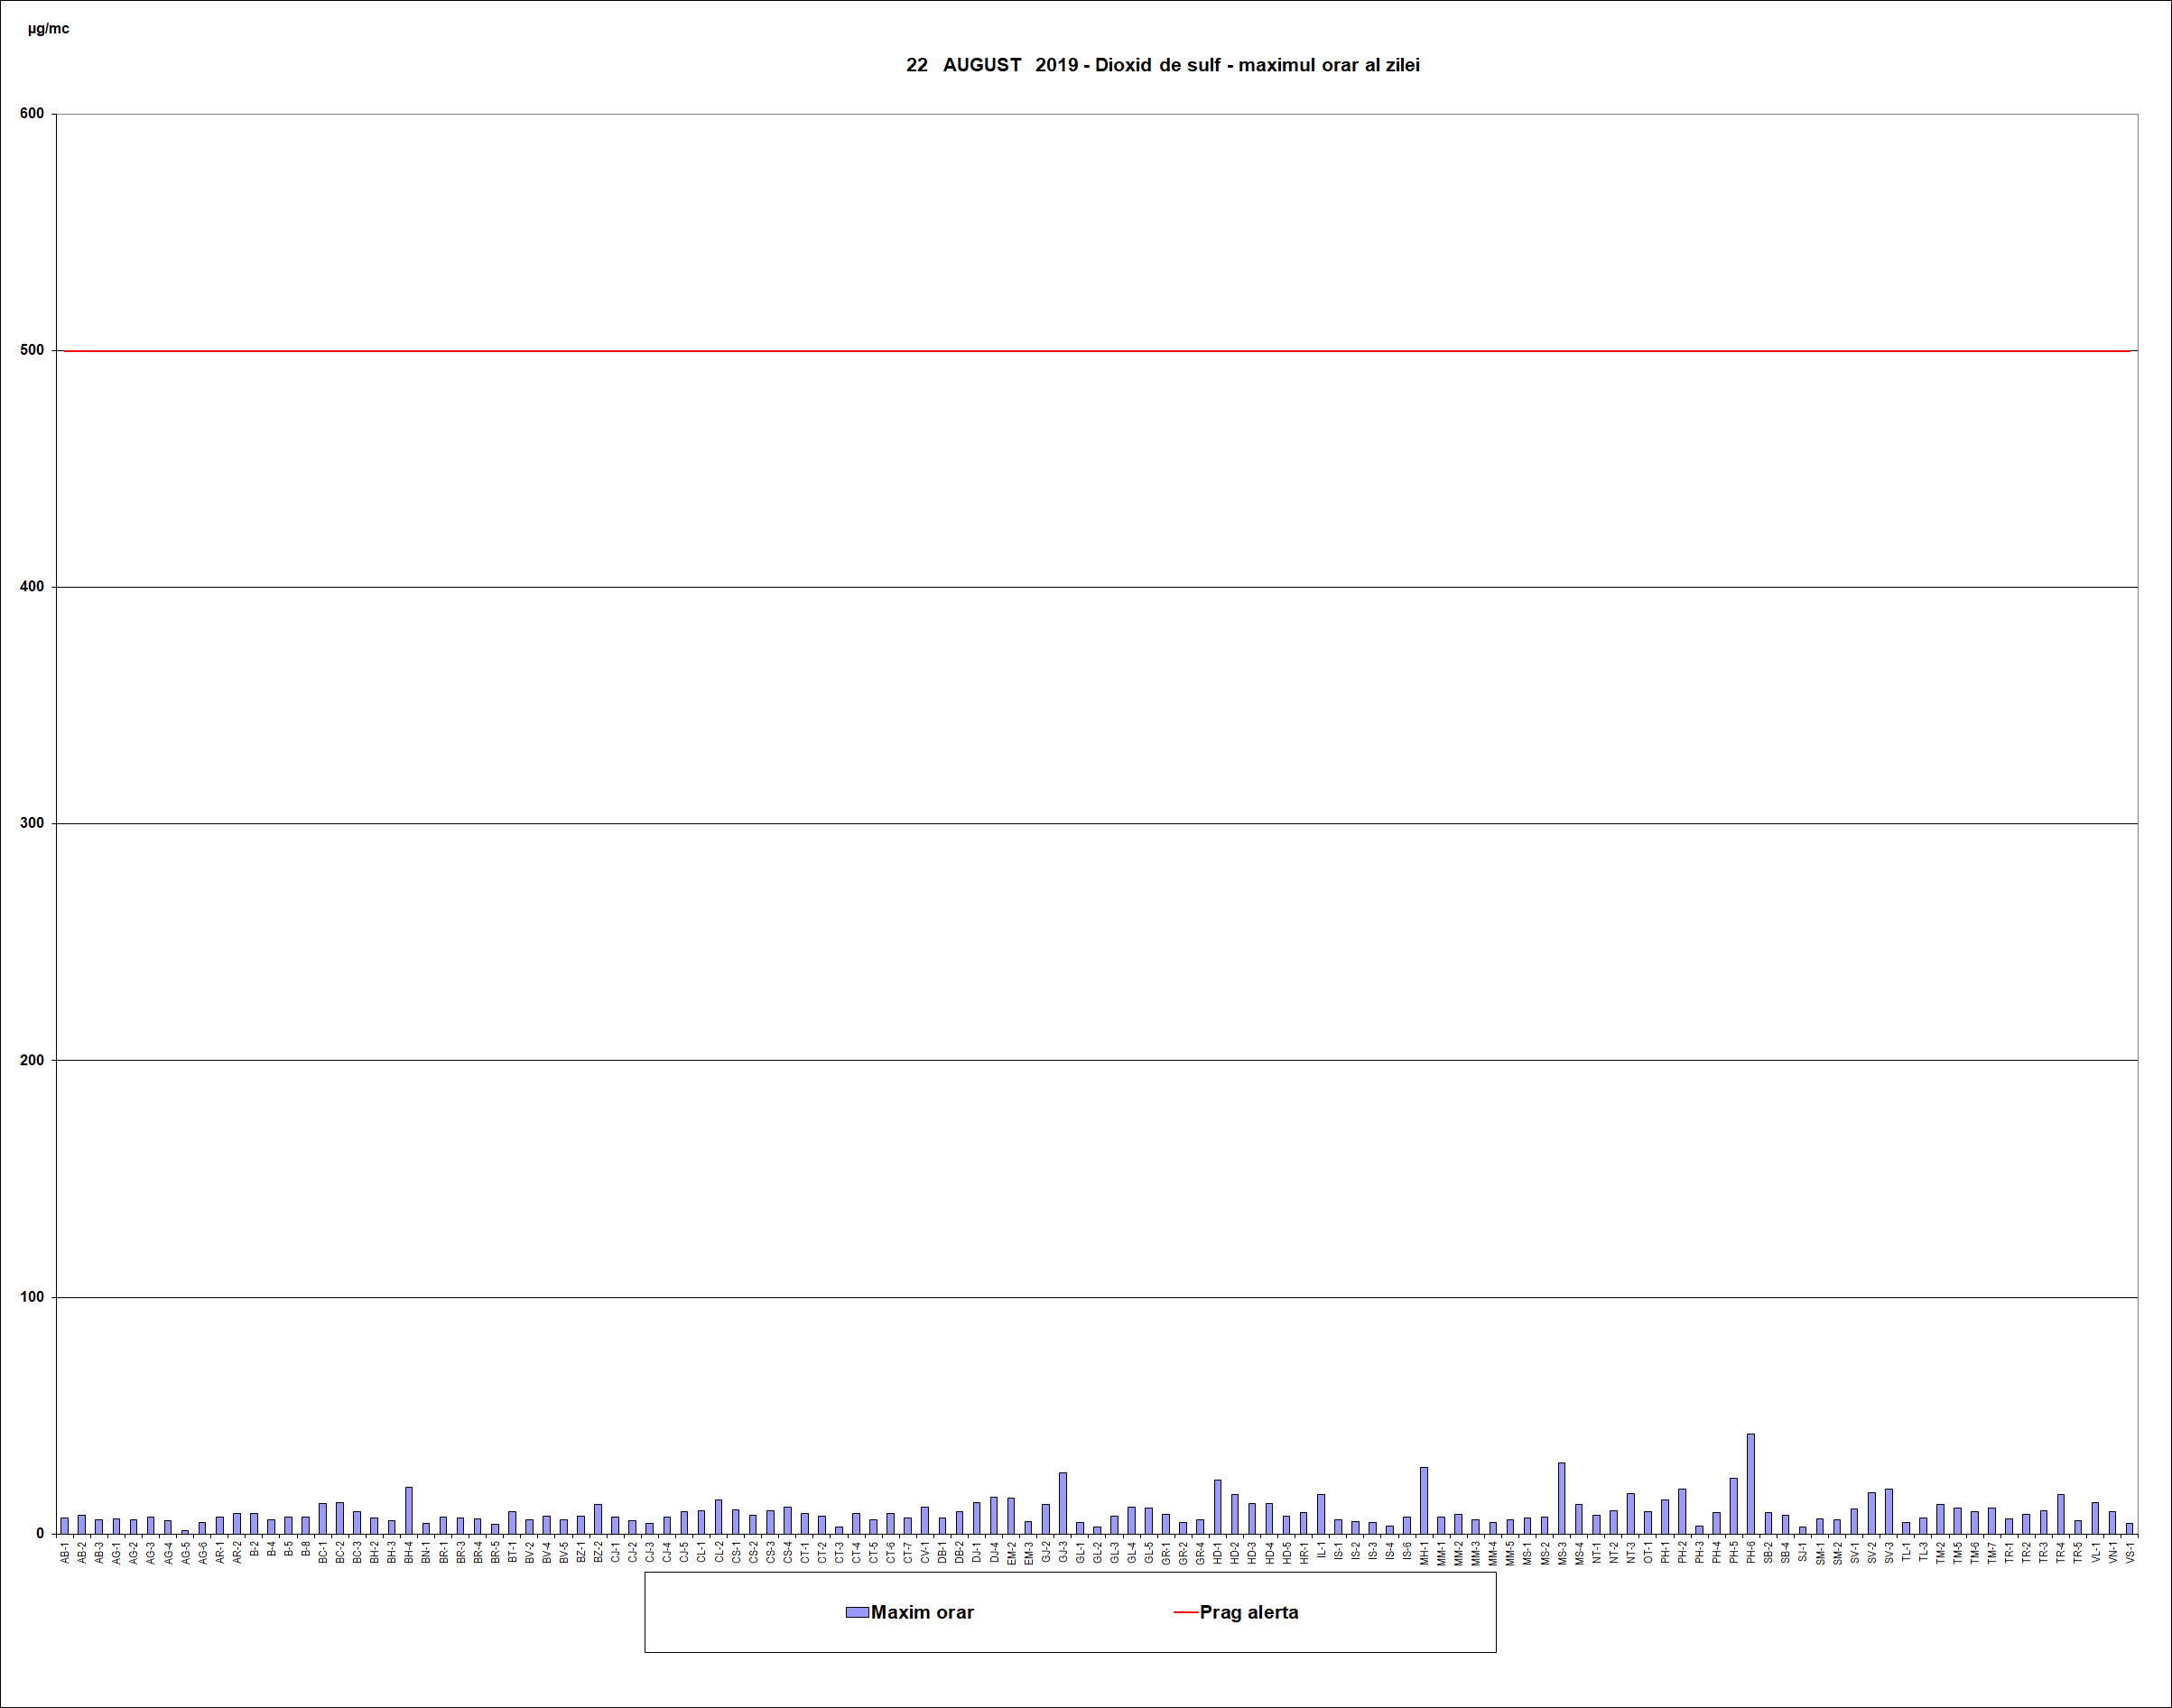 µg/mc
22 AUGUST 2019 - Dioxid de sulf - maximul orar al zilei
600
500
400
300
200
100
0
AB-1
AB-2
AB-3
AG-1
AG-2
AG-3
AG-4
AG-5
AG-6
AR-1
AR-2
B-2
B-4
B-5
B-8
BC-1
BC-2
BC-3
BH-2
BH-3
BH-4
BN-1
BR-1
BR-3
BR-4
BR-5
BT-1
BV-2
BV-4
BV-5
BZ-1
BZ-2
CJ-1
CJ-2
CJ-3
CJ-4
CJ-5
CL-1
CL-2
CS-1
CS-2
CS-3
CS-4
CT-1
CT-2
CT-3
CT-4
CT-5
CT-6
CT-7
CV-1
DB-1
DB-2
DJ-1
DJ-4
EM-2
EM-3
GJ-2
GJ-3
GL-1
GL-2
GL-3
GL-4
GL-5
GR-1
GR-2
GR-4
HD-1
HD-2
HD-3
HD-4
HD-5
HR-1
IL-1
IS-1
IS-2
IS-3
IS-4
IS-6
MH-1
MM-1
MM-2
MM-3
MM-4
MM-5
MS-1
MS-2
MS-3
MS-4
NT-1
NT-2
NT-3
OT-1
PH-1
PH-2
PH-3
PH-4
PH-5
PH-6
SB-2
SB-4
SJ-1
SM-1
SM-2
SV-1
SV-2
SV-3
TL-1
TL-3
TM-2
TM-5
TM-6
TM-7
TR-1
TR-2
TR-3
TR-4
TR-5
VL-1
VN-1
VS-1
Maxim orar
Prag alerta